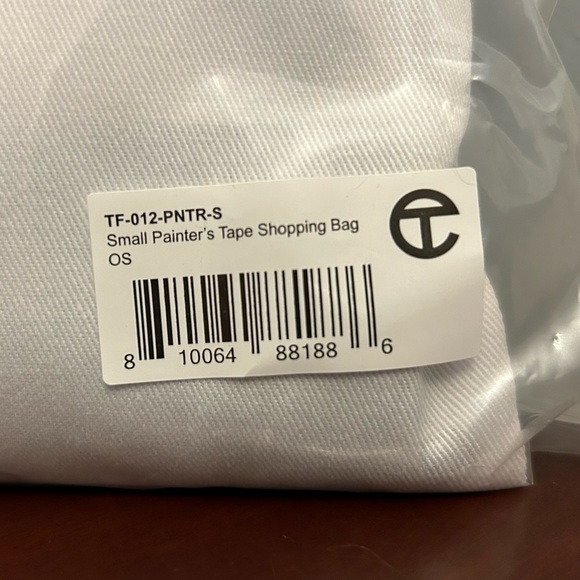 TF-012-PNTR-S
Small Painter's Tape Shopping Bag
OS
8 10064 88188 6